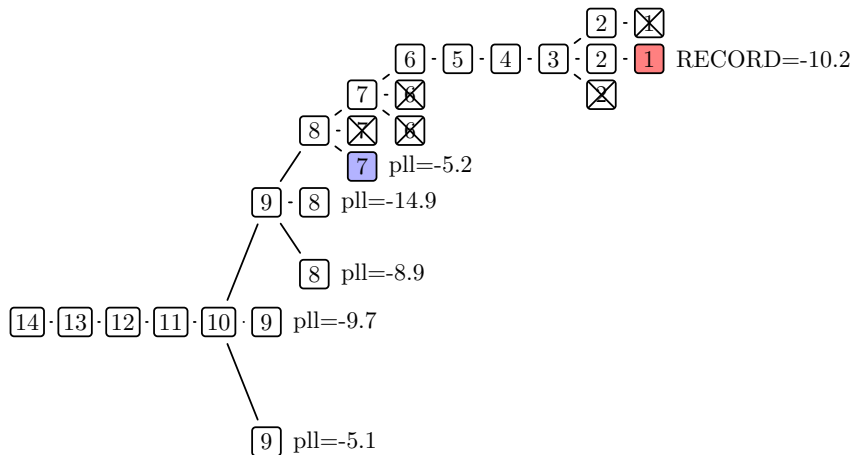 2 1
6 5 4 3 2 1 RECORD=-10.2
7 6 2
8 7 6
7 pll=-5.2
9 8 pll=-14.9
8 pll=-8.9
14 13 12 11 10 9 pll=-9.7
9 pll=-5.1